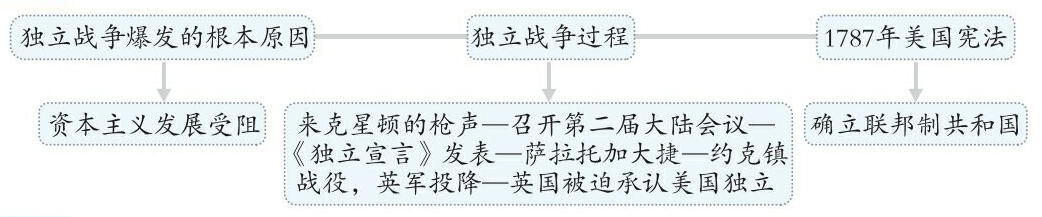 独立战争爆发的根本原因
独立战争过程
1787年美国宪法
资本主义发展受阻
来克星顿的枪声—召开第二届大陆会议—
《独立宣言》发表—萨拉托加大捷—约克镇
战役，英军投降—英国被迫承认美国独立
确立联邦制共和国